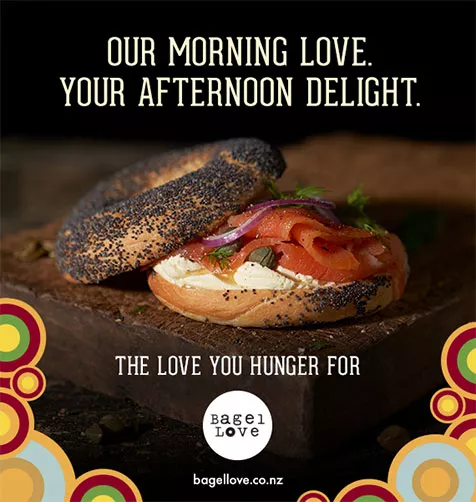 OUR MORNING LOVE.
YOUR AFTERNOON DELIGHT.
THE LOVE YOU HUNGER FOR
Bagel
Love
bagellove.co.nz